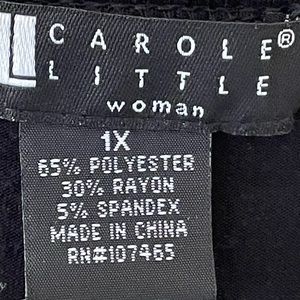 CAROLE®
LITTLE
woman
1X
65% POLYESTER
30% RAYON
5% SPANDEX
MADE IN CHINA
RN#107465